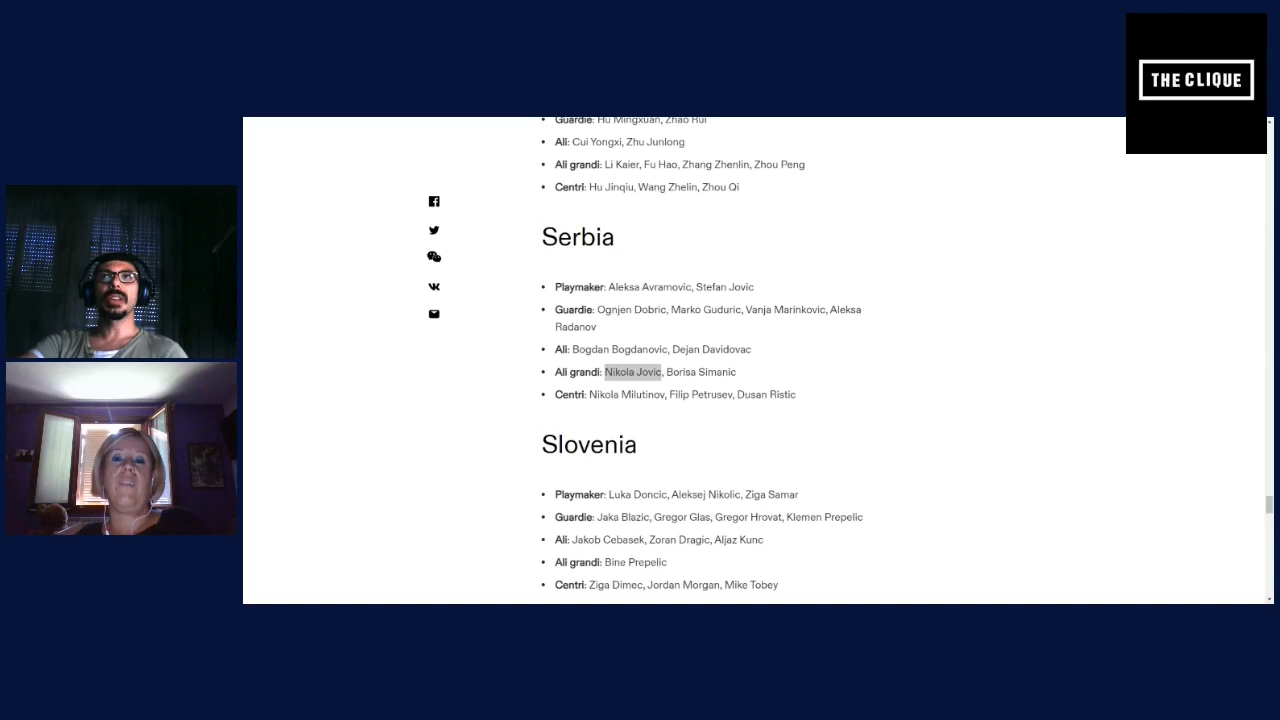 THE CLIQUE
Guardie: Hu Mingxuan, Zhao Rui
Ali: Cui Yongxi, Zhu Junlong
Ali grandi: Li Kaier, Fu Hao, Zhang Zhenlin, Zhou Peng
Centri: Hu Jinqiu, Wang Zhelin, Zhou Qi
Serbia
Playmaker: Aleksa Avramovic, Stefan Jovic
Guardie: Ognjen Dobric, Marko Guduric, Vanja Marinkovic, Aleksa
Radanov
Ali: Bogdan Bogdanovic, Dejan Davidovac
Ali grandi: Nikola Jovic, Borisa Simanic
Centri: Nikola Milutinov, Filip Petrusev, Dusan Ristic
Slovenia
Playmaker: Luka Doncic, Aleksej Nikolic, Ziga Samar
Guardie: Jaka Blazic, Gregor Glas, Gregor Hrovat, Klemen Prepelic
Ali: Jakob Cebasek, Zoran Dragic, Aljaz Kunc
Ali grandi: Bine Prepelic
Centri: Ziga Dimec, Jordan Morgan, Mike Tobey